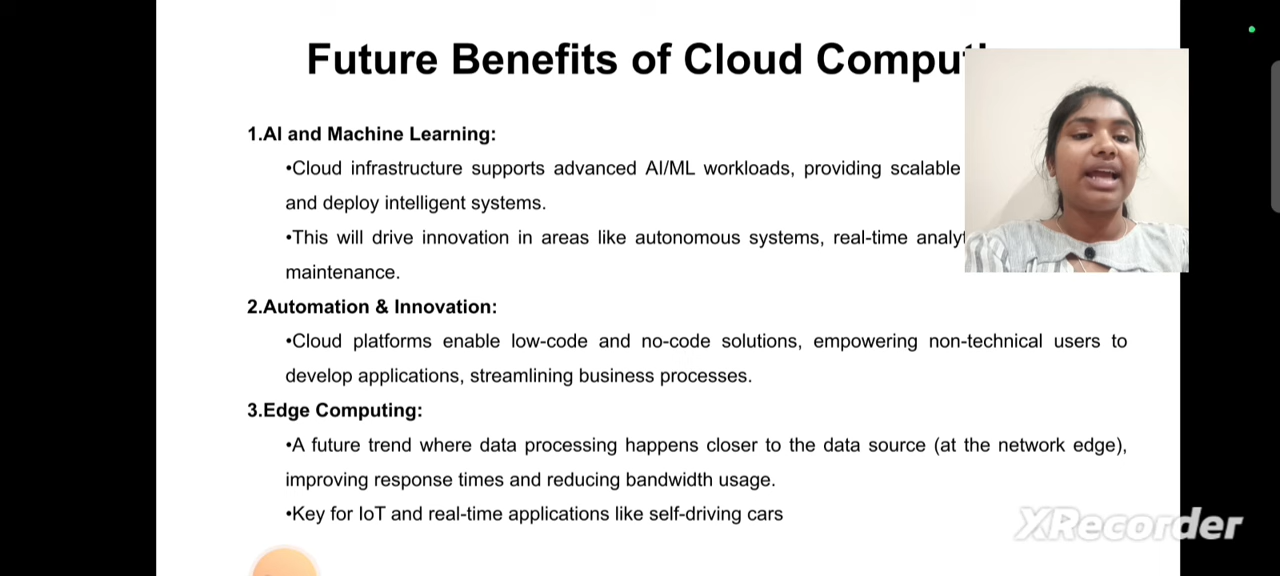 Future Benefits of Cloud
1.AI and Machine Learning:
•Cloud infrastructure supports advanced AI/ML workloads, providing scalable
and deploy intelligent systems.
•This will drive innovation in areas like autonomous systems, real-time
maintenance.
2.Automation & Innovation:
•Cloud platforms enable low-code and no-code solutions, empowering non-technical users to
develop applications, streamlining business processes.
3.Edge Computing:
•A future trend where data processing happens closer to the data source (at the network edge),
improving response times and reducing bandwidth usage.
•Key for IoT and real-time applications like self-driving cars
XRecorder